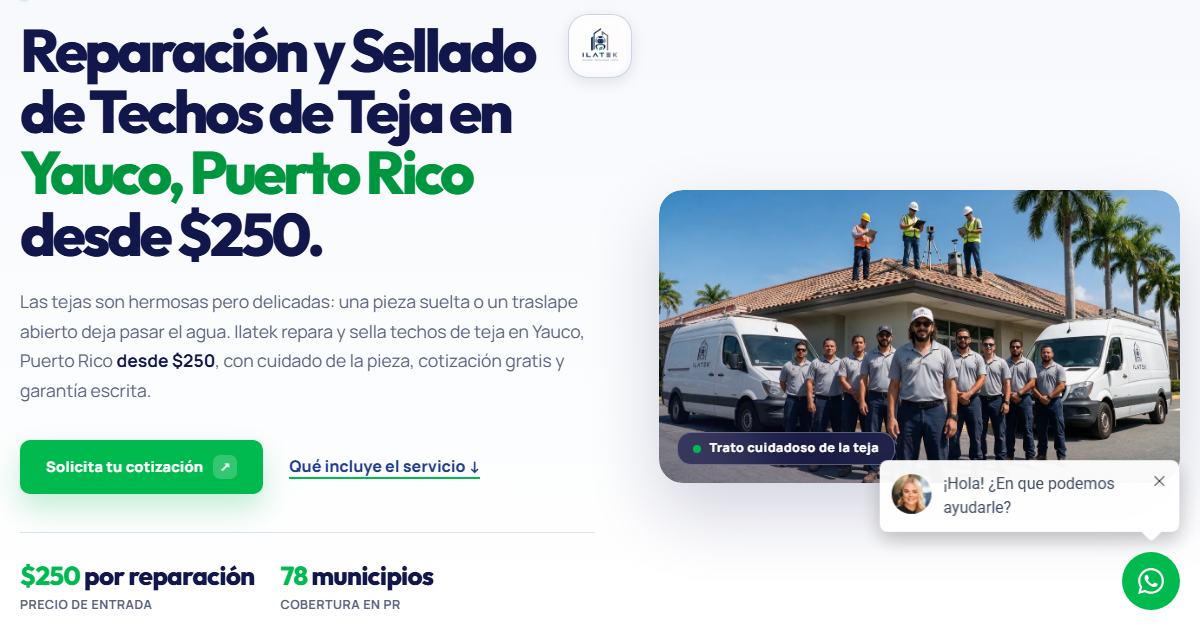 Reparación y Sellado
de Techos de Teja en
Yauco, Puerto Rico
desde $250.
ILATEK
Las tejas son hermosas pero delicadas: una pieza suelta o un traslape
abierto deja pasar el agua. Ilatek repara y sella techos de teja en Yauco,
Puerto Rico desde $250, con cuidado de la pieza, cotización gratis y
garantía escrita.
Solicita tu cotización ↗
Qué incluye el servicio ↓
$250 por reparación
PRECIO DE ENTRADA
78 municipios
COBERTURA EN PR
ILATEK
ILATEK
Trato cuidadoso de la teja
¡Hola! ¿En que podemos
ayudarle?